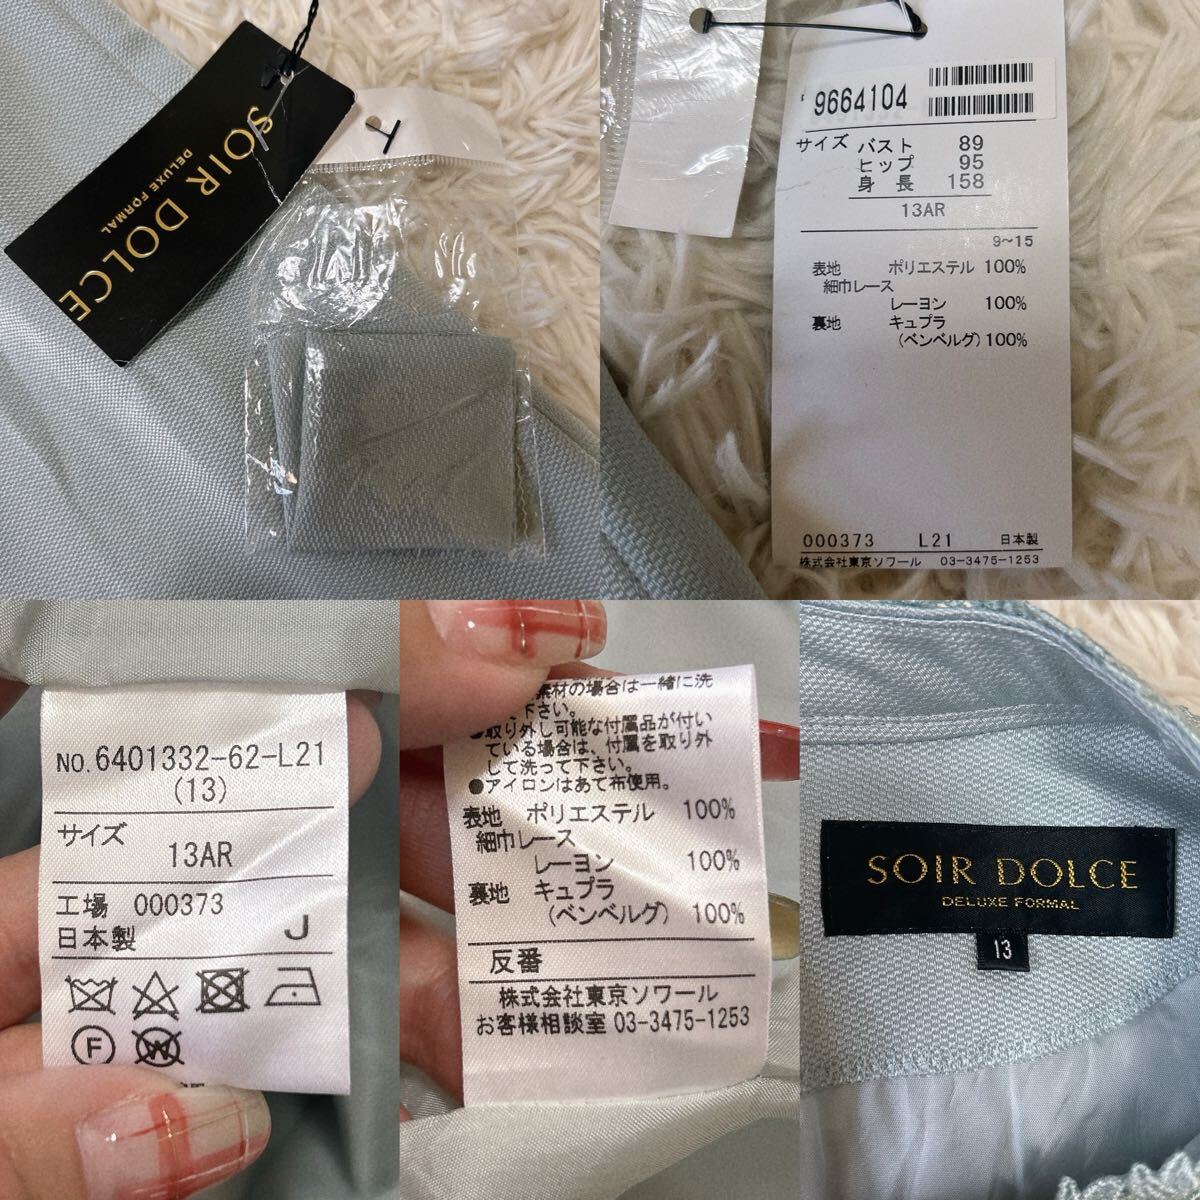 SOIR DOLCE
DELUXE FORMAL
9664104
サイズ バスト 89
ヒップ 95
身長 158
13AR
9～15
表地 ポリエステル 100%
細巾レース
レーヨン 100%
裏地 キュプラ
(ベンベルグ) 100%
000373 L21 日本製
株式会社東京ソワール 03-3475-1253
No.6401332-62-L21
(13)
サイズ
13AR
工場 000373
日本製 J
F W
素材の場合は一緒に洗
下さい。
●取り外し可能な付属品が付い
ている場合は、付属を取り外
して洗って下さい。
●アイロンはあて布使用。
表地 ポリエステル 100%
細巾レース
レーヨン 100%
裏地 キュプラ
(ベンベルグ) 100%
反番
株式会社東京ソワール
お客様相談室 03-3475-1253
SOIR DOLCE
DELUXE FORMAL
13